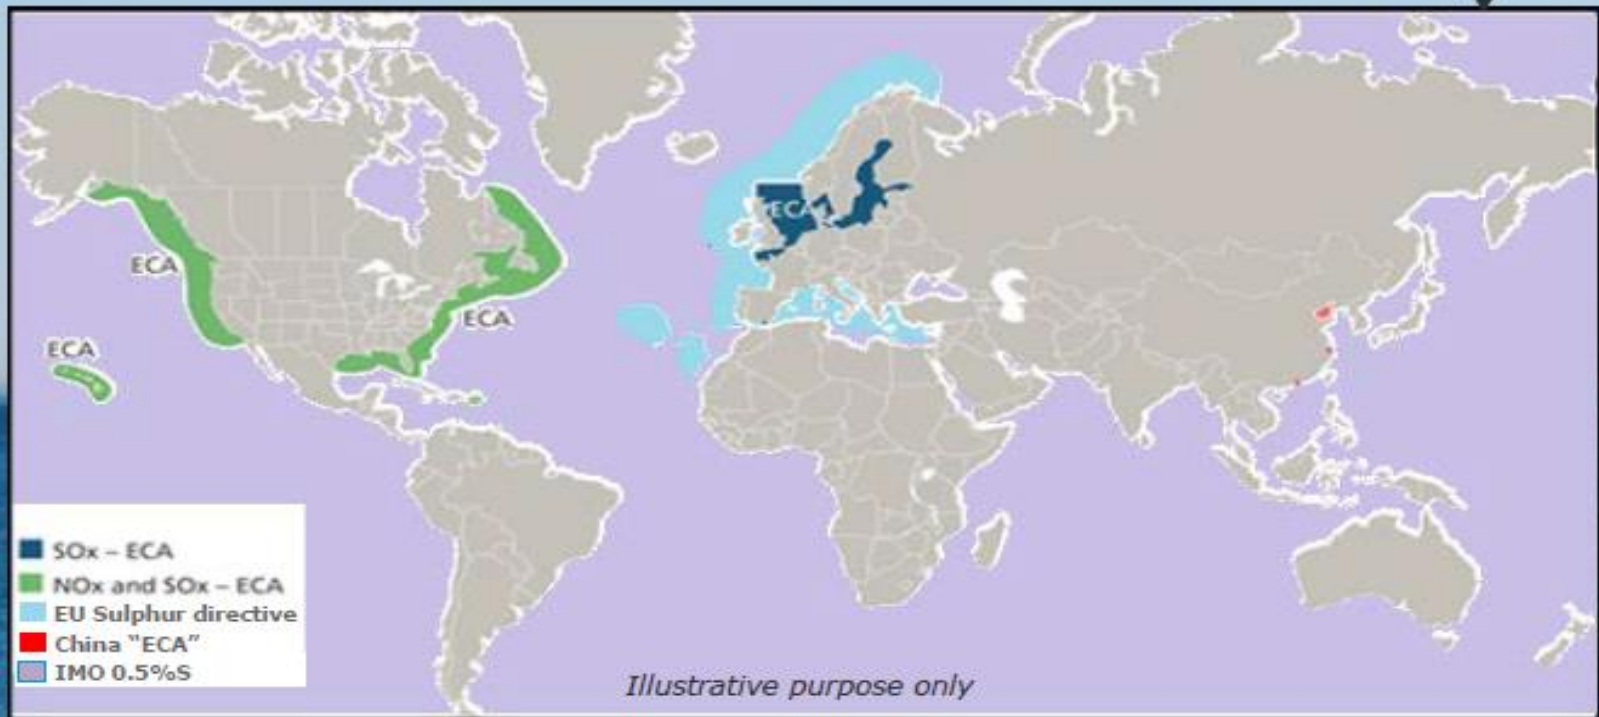 ECA
ECA
ECA
ECA
SOx – ECA
NOx and SOx – ECA
EU Sulphur directive
China “ECA”
IMO 0.5%S
Illustrative purpose only